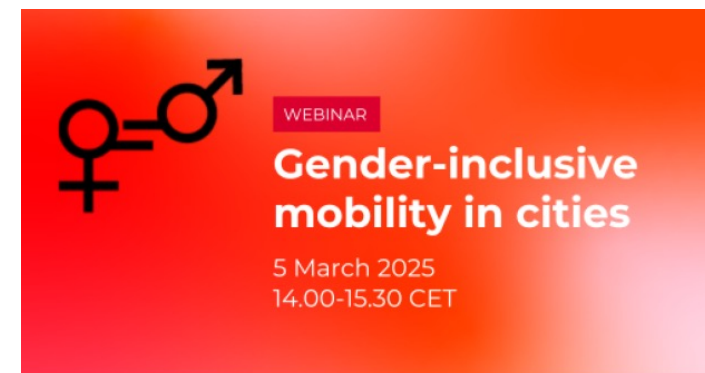 WEBINAR
Gender-inclusive
mobility in cities
5 March 2025
14.00-15.30 CET